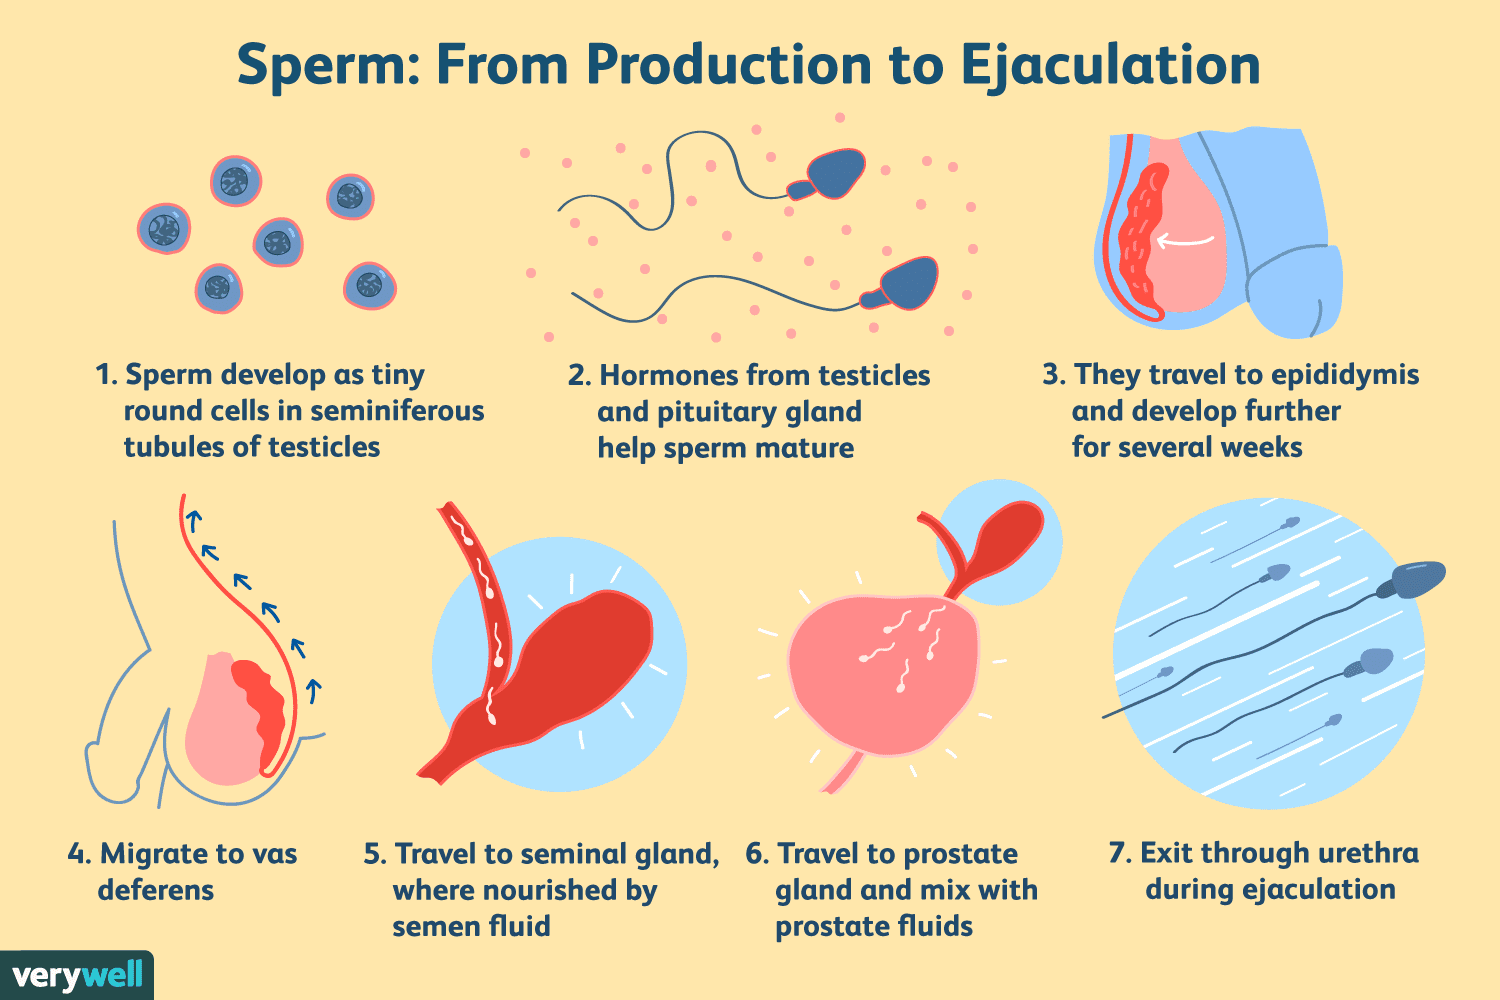 Sperm: From Production to Ejaculation
1. Sperm develop as tiny
round cells in seminiferous
tubules of testicles
2. Hormones from testicles
and pituitary gland
help sperm mature
3. They travel to epididymis
and develop further
for several weeks
4. Migrate to vas
deferens
5. Travel to seminal gland,
where nourished by
semen fluid
6. Travel to prostate
gland and mix with
prostate fluids
7. Exit through urethra
during ejaculation
verywell